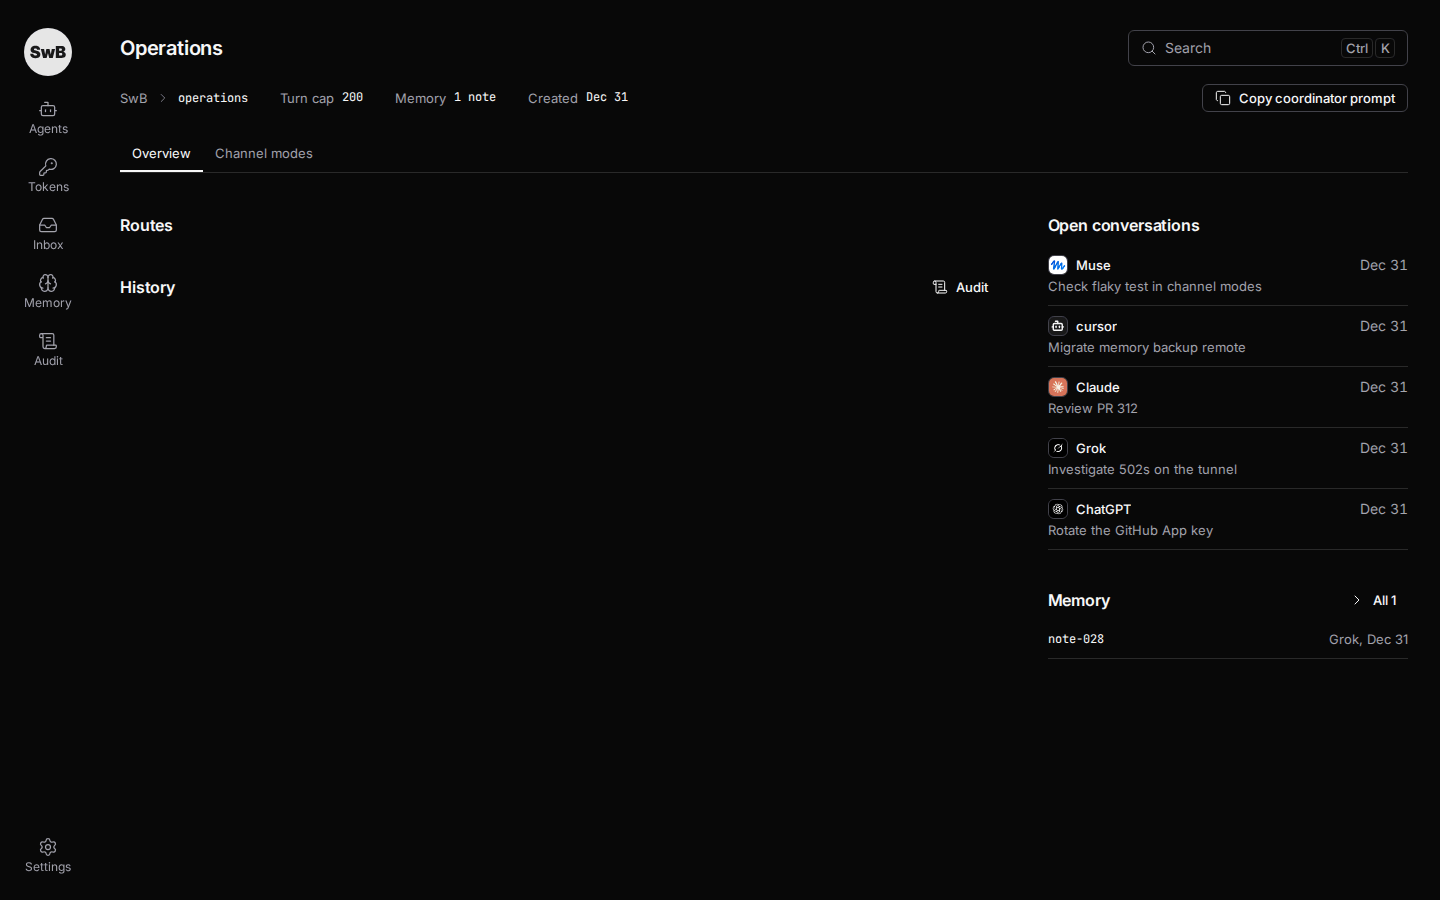 SwB
Agents
Tokens
Inbox
Memory
Audit
Settings
Operations
Search Ctrl K
SwB operations Turn cap 200 Memory 1 note Created Dec 31
Copy coordinator prompt
Overview Channel modes
Routes
History Audit
Open conversations
Muse Dec 31
Check flaky test in channel modes
cursor Dec 31
Migrate memory backup remote
Claude Dec 31
Review PR 312
Grok Dec 31
Investigate 502s on the tunnel
ChatGPT Dec 31
Rotate the GitHub App key
Memory All 1
note-028 Grok, Dec 31